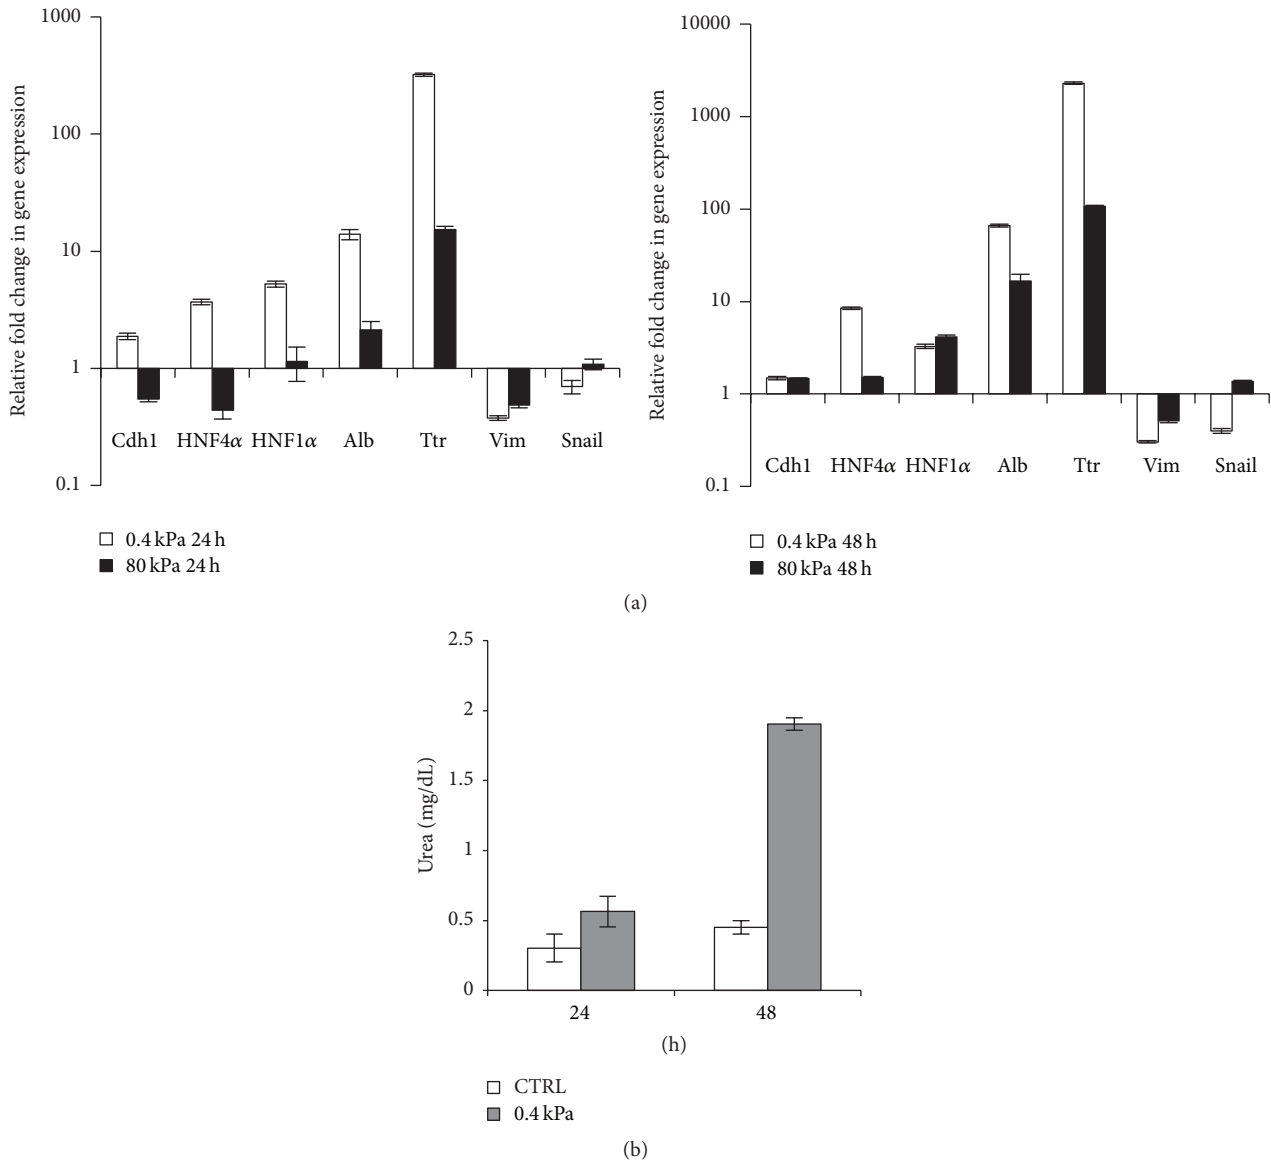 Relative fold change in gene expression
1000
100
10
1
0.1
Cdh1 HNF4α HNF1α Alb Ttr Vim Snail
0.4 kPa 24 h
80 kPa 24 h
Relative fold change in gene expression
10000
1000
100
10
1
0.1
Cdh1 HNF4α HNF1α Alb Ttr Vim Snail
0.4 kPa 48 h
80 kPa 48 h
(a)
Urea (mg/dL)
2.5
2
1.5
1
0.5
0
24 48
(h)
CTRL
0.4 kPa
(b)